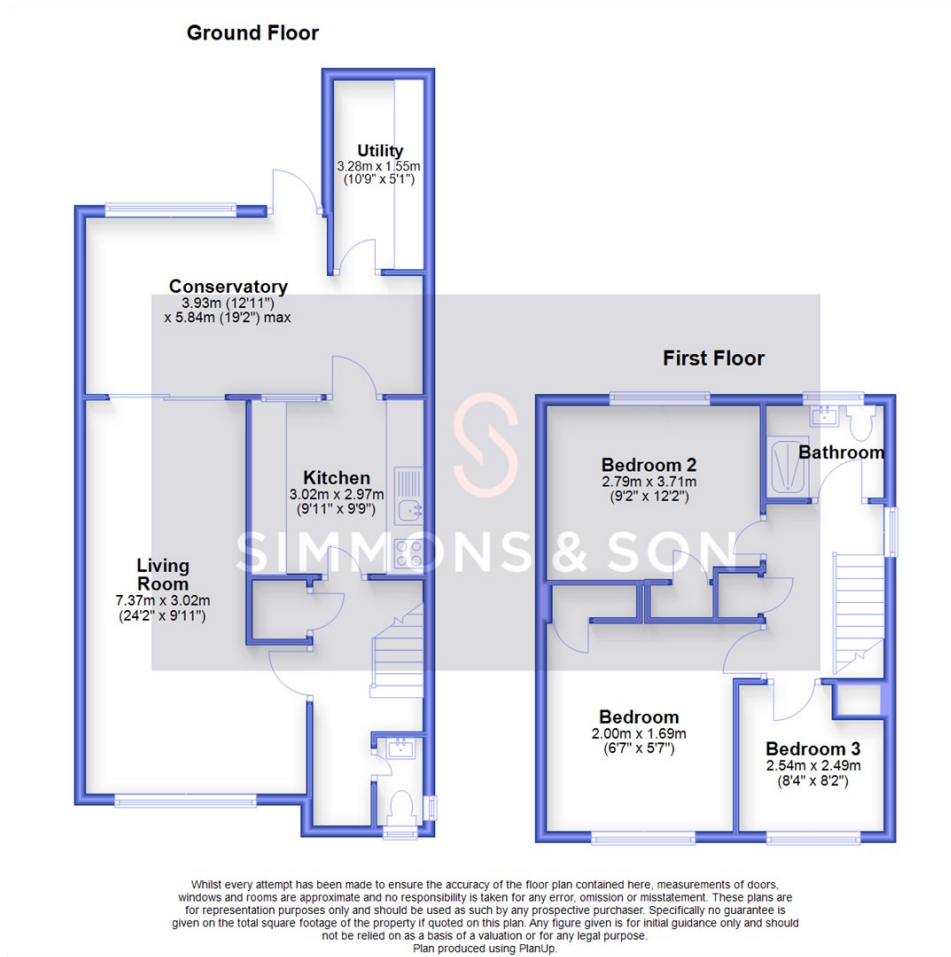 Ground Floor
Utility
3.28m x 1.55m
(10'9" x 5'1")
Conservatory
3.93m (12'11")
x 5.84m (19'2") max
Kitchen
3.02m x 2.97m
(9'11" x 9'9")
Living
Room
7.37m x 3.02m
(24'2" x 9'11")
First Floor
Bathroom
Bedroom 2
2.79m x 3.71m
(9'2" x 12'2")
Bedroom
2.00m x 1.69m
(6'7" x 5'7")
Bedroom 3
2.54m x 2.49m
(8'4" x 8'2")
SIMMONS & SON
Whilst every attempt has been made to ensure the accuracy of the floor plan contained here, measurements of doors,
windows and rooms are approximate and no responsibility is taken for any error, omission or misstatement. These plans are
for representation purposes only and should be used as such by any prospective purchaser. Specifically no guarantee is
given on the total square footage of the property if quoted on this plan. Any figure given is for initial guidance only and should
not be relied on as a basis of a valuation or for any legal purpose.
Plan produced using PlanUp.